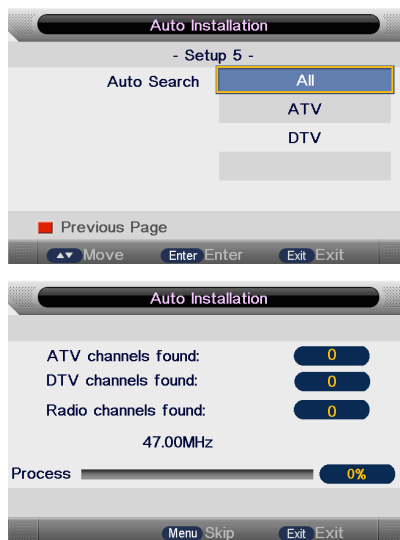 Auto Installation
- Setup 5 -
Auto Search All
ATV
DTV
Previous Page
Move Enter Enter Exit Exit
Auto Installation
ATV channels found: 0
DTV channels found: 0
Radio channels found: 0
47.00MHz
Process 0%
Menu Skip Exit Exit